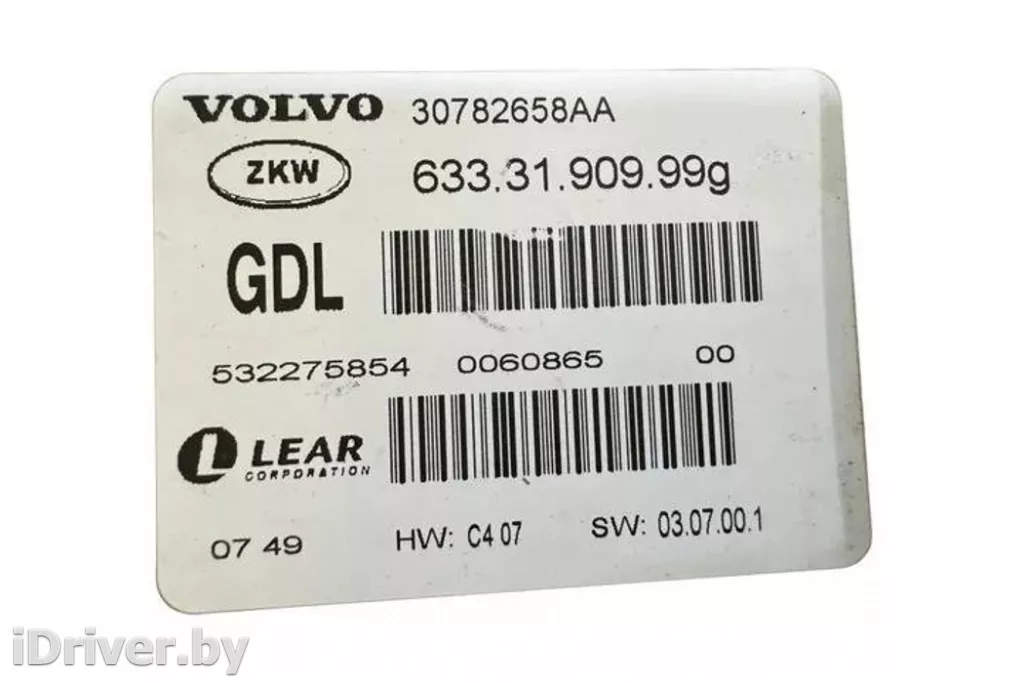 VOLVO 30782658AA
ZKW 633.31.909.99g
GDL
532275854 0060865 00
LEAR
CORPORATION
07 49 HW: C4 07 SW: 03.07.00.1
iDriver.by